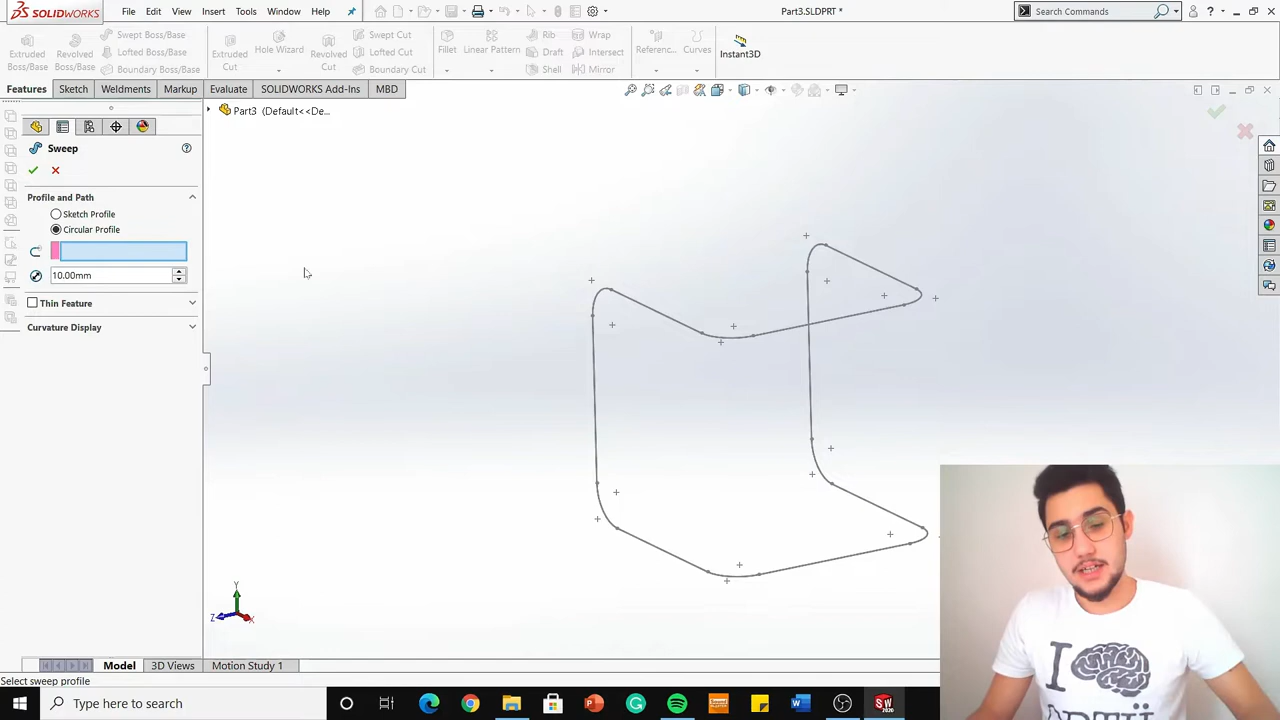 SOLIDWORKS File Edit View Insert Tools Window Help Part3.SLDPRT * Search Commands
Extruded Boss/Base
Revolved Boss/Base
Swept Boss/Base
Lofted Boss/Base
Boundary Boss/Base
Extruded Cut
Hole Wizard
Revolved Cut
Swept Cut
Lofted Cut
Boundary Cut
Fillet
Linear Pattern
Rib
Draft
Shell
Wrap
Intersect
Mirror
Referenc...
Curves
Instant3D
Features Sketch Weldments Markup Evaluate SOLIDWORKS Add-Ins MBD
Part3 (Default<<De...
Sweep
Profile and Path
Sketch Profile
Circular Profile
10.00mm
Thin Feature
Curvature Display
Y
Z
X
Model 3D Views Motion Study 1
Select sweep profile
I
Type here to search
SW
2020